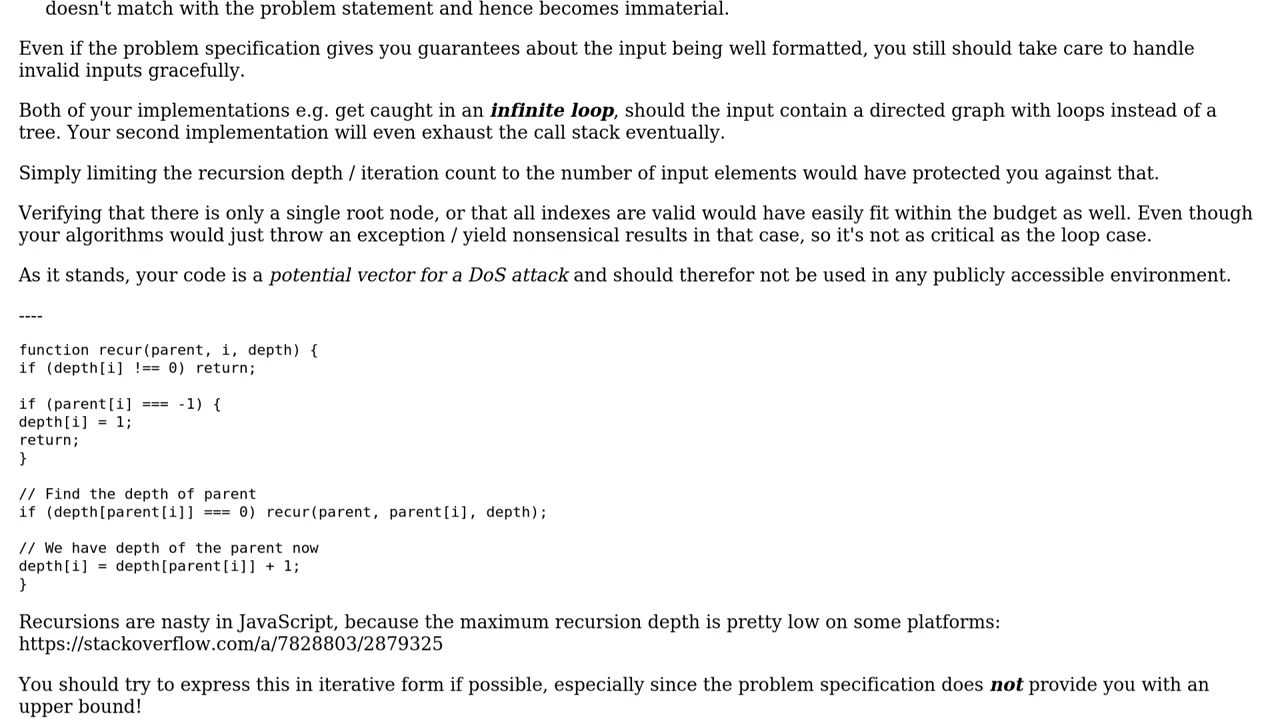 doesn't match with the problem statement and hence becomes immaterial.
Even if the problem specification gives you guarantees about the input being well formatted, you still should take care to handle
invalid inputs gracefully.
Both of your implementations e.g. get caught in an infinite loop, should the input contain a directed graph with loops instead of a
tree. Your second implementation will even exhaust the call stack eventually.
Simply limiting the recursion depth / iteration count to the number of input elements would have protected you against that.
Verifying that there is only a single root node, or that all indexes are valid would have easily fit within the budget as well. Even though
your algorithms would just throw an exception / yield nonsensical results in that case, so it's not as critical as the loop case.
As it stands, your code is a potential vector for a DoS attack and should therefor not be used in any publicly accessible environment.
----
function recur(parent, i, depth) {
if (depth[i] !== 0) return;
if (parent[i] === -1) {
depth[i] = 1;
return;
}
// Find the depth of parent
if (depth[parent[i]] === 0) recur(parent, parent[i], depth);
// We have depth of the parent now
depth[i] = depth[parent[i]] + 1;
}
Recursions are nasty in JavaScript, because the maximum recursion depth is pretty low on some platforms:
https://stackoverflow.com/a/7828803/2879325
You should try to express this in iterative form if possible, especially since the problem specification does not provide you with an
upper bound!